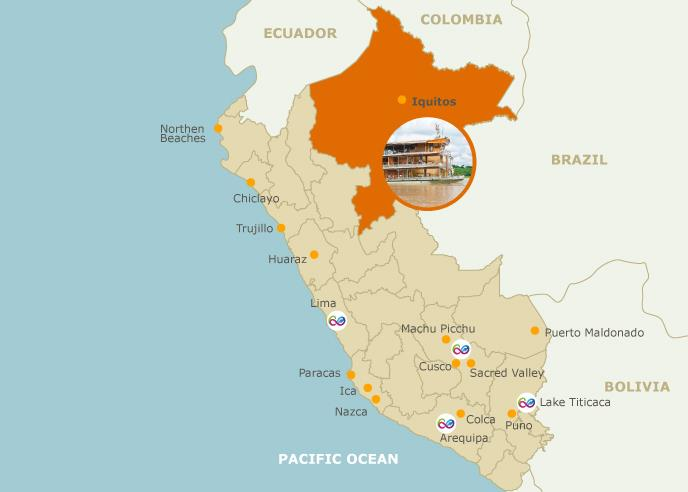 COLOMBIA
ECUADOR
Iquitos
Northen
Beaches
BRAZIL
Chiclayo
Trujillo
Huaraz
Lima
Machu Picchu
Puerto Maldonado
Cusco
Sacred Valley
Paracas
BOLIVIA
Ica
Lake Titicaca
Nazca
Colca
Puno
Arequipa
PACIFIC OCEAN